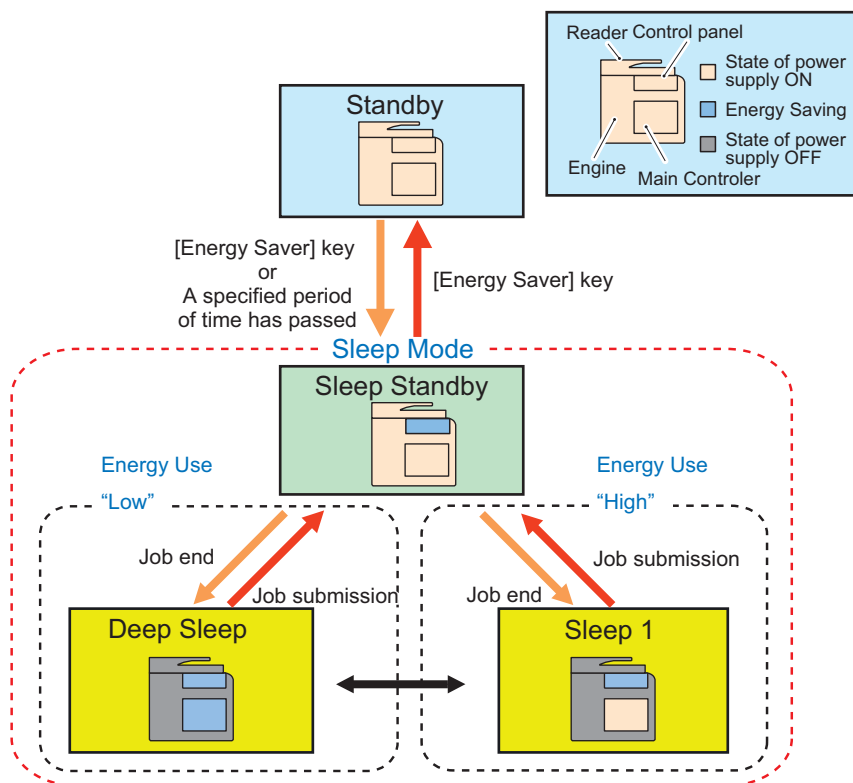 Reader Control panel
State of power
supply ON
Energy Saving
State of power
supply OFF
Engine
Main Controler
Standby
[Energy Saver] key
or
A specified period
of time has passed
[Energy Saver] key
Sleep Mode
Sleep Standby
Energy Use
“Low”
Energy Use
“High”
Job end
Job submission
Job submission
Job end
Deep Sleep
Sleep 1